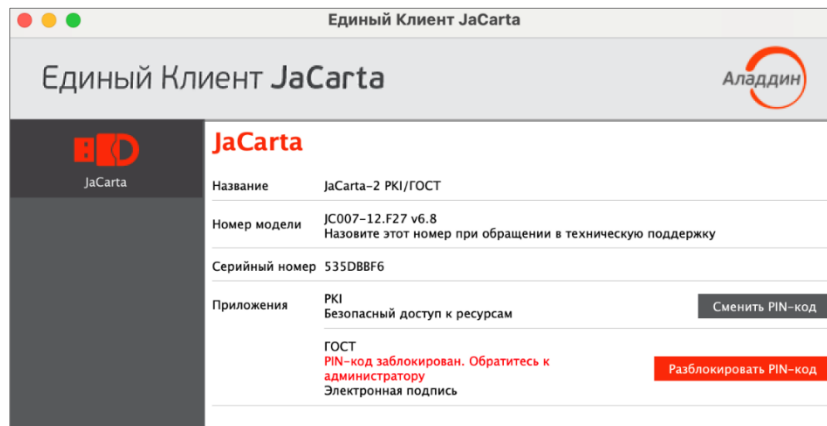 Единый Клиент JaCarta
Единый Клиент JaCarta
Аладдин
JaCarta
JaCarta
Название JaCarta-2 PKI/ГОСТ
Номер модели JC007-12.F27 v6.8
Назовите этот номер при обращении в техническую поддержку
Серийный номер 535DBBF6
Приложения PKI
Безопасный доступ к ресурсам
Сменить PIN-код
ГОСТ
PIN-код заблокирован. Обратитесь к
администратору
Электронная подпись
Разблокировать PIN-код